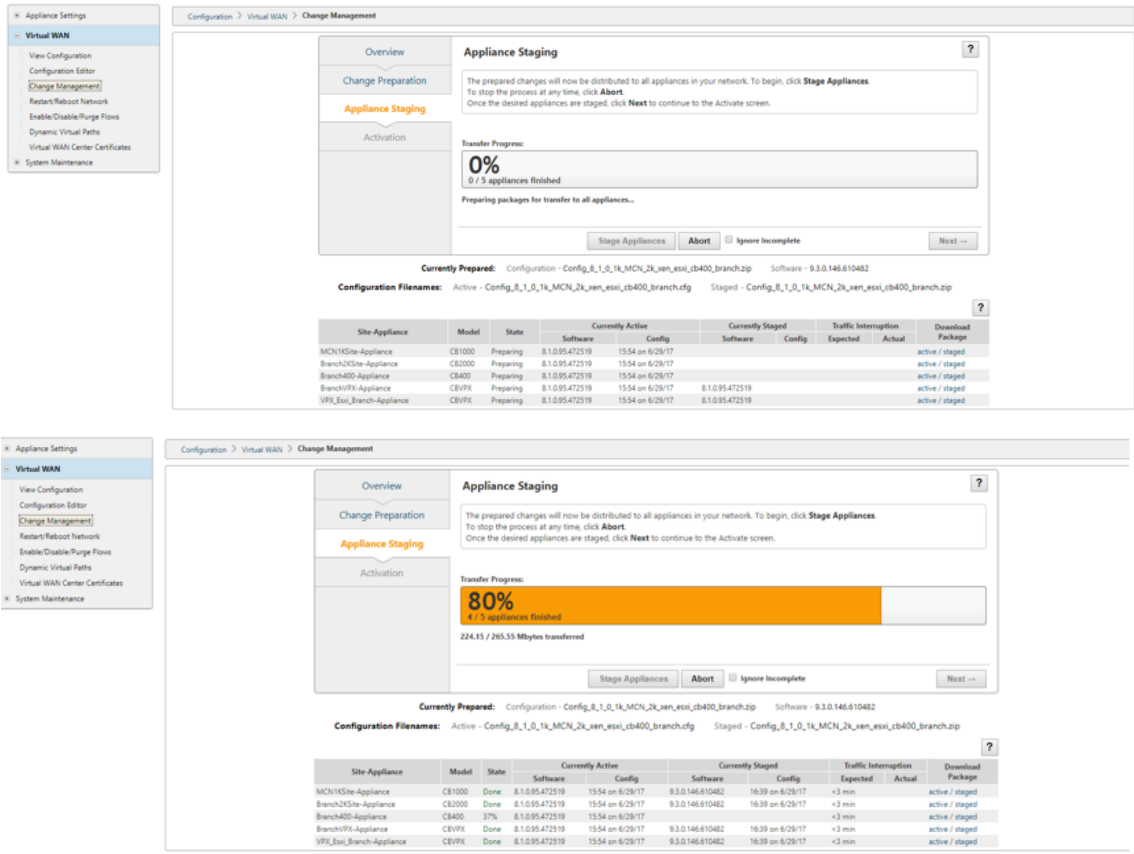 Appliance Settings
Virtual WAN
View Configuration
Configuration Editor
Change Management
Restart/Reboot Network
Enable/Disable/Purge Flows
Dynamic Virtual Paths
Virtual WAN Center Certificates
System Maintenance
Configuration > Virtual WAN > Change Management
Overview
Change Preparation
Appliance Staging
Activation
Appliance Staging ?
The prepared changes will now be distributed to all appliances in your network. To begin, click Stage Appliances.
To stop the process at any time, click Abort.
Once the desired appliances are staged, click Next to continue to the Activate screen.
Transfer Progress:
0%
0 / 5 appliances finished
Preparing packages for transfer to all appliances...
Stage Appliances Abort Ignore Incomplete Next →
Currently Prepared: Configuration - Config_8_1_0_1k_MCN_2k_xen_esxi_cb400_branch.zip Software - 9.3.0.146.610482
Configuration Filenames: Active - Config_8_1_0_1k_MCN_2k_xen_esxi_cb400_branch.cfg Staged - Config_8_1_0_1k_MCN_2k_xen_esxi_cb400_branch.zip
?
Site-Appliance Model State Currently Active Currently Staged Traffic Interruption Download Package
Software Config Software Config Expected Actual
MCN1KSite-Appliance CB1000 Preparing 8.1.0.95.472519 15:54 on 6/29/17 active / staged
Branch2KSite-Appliance CB2000 Preparing 8.1.0.95.472519 15:54 on 6/29/17 active / staged
Branch400-Appliance CB400 Preparing 8.1.0.95.472519 15:54 on 6/29/17 active / staged
BranchVPX-Appliance CBVPX Preparing 8.1.0.95.472519 15:54 on 6/29/17 8.1.0.95.472519 active / staged
VPX_Esxi_Branch-Appliance CBVPX Preparing 8.1.0.95.472519 15:54 on 6/29/17 8.1.0.95.472519 active / staged
Appliance Settings
Virtual WAN
View Configuration
Configuration Editor
Change Management
Restart/Reboot Network
Enable/Disable/Purge Flows
Dynamic Virtual Paths
Virtual WAN Center Certificates
System Maintenance
Configuration > Virtual WAN > Change Management
Overview
Change Preparation
Appliance Staging
Activation
Appliance Staging ?
The prepared changes will now be distributed to all appliances in your network. To begin, click Stage Appliances.
To stop the process at any time, click Abort.
Once the desired appliances are staged, click Next to continue to the Activate screen.
Transfer Progress:
80%
4 / 5 appliances finished
224.15 / 265.55 Mbytes transferred
Stage Appliances Abort Ignore Incomplete Next →
Currently Prepared: Configuration - Config_8_1_0_1k_MCN_2k_xen_esxi_cb400_branch.zip Software - 9.3.0.146.610482
Configuration Filenames: Active - Config_8_1_0_1k_MCN_2k_xen_esxi_cb400_branch.cfg Staged - Config_8_1_0_1k_MCN_2k_xen_esxi_cb400_branch.zip
?
Site-Appliance Model State Currently Active Currently Staged Traffic Interruption Download Package
Software Config Software Config Expected Actual
MCN1KSite-Appliance CB1000 Done 8.1.0.95.472519 15:54 on 6/29/17 9.3.0.146.610482 16:39 on 6/29/17 <3 min active / staged
Branch2KSite-Appliance CB2000 Done 8.1.0.95.472519 15:54 on 6/29/17 9.3.0.146.610482 16:39 on 6/29/17 <3 min active / staged
Branch400-Appliance CB400 37% 8.1.0.95.472519 15:54 on 6/29/17 <3 min active / staged
BranchVPX-Appliance CBVPX Done 8.1.0.95.472519 15:54 on 6/29/17 9.3.0.146.610482 16:39 on 6/29/17 <3 min active / staged
VPX_Esxi_Branch-Appliance CBVPX Done 8.1.0.95.472519 15:54 on 6/29/17 9.3.0.146.610482 16:39 on 6/29/17 <3 min active / staged